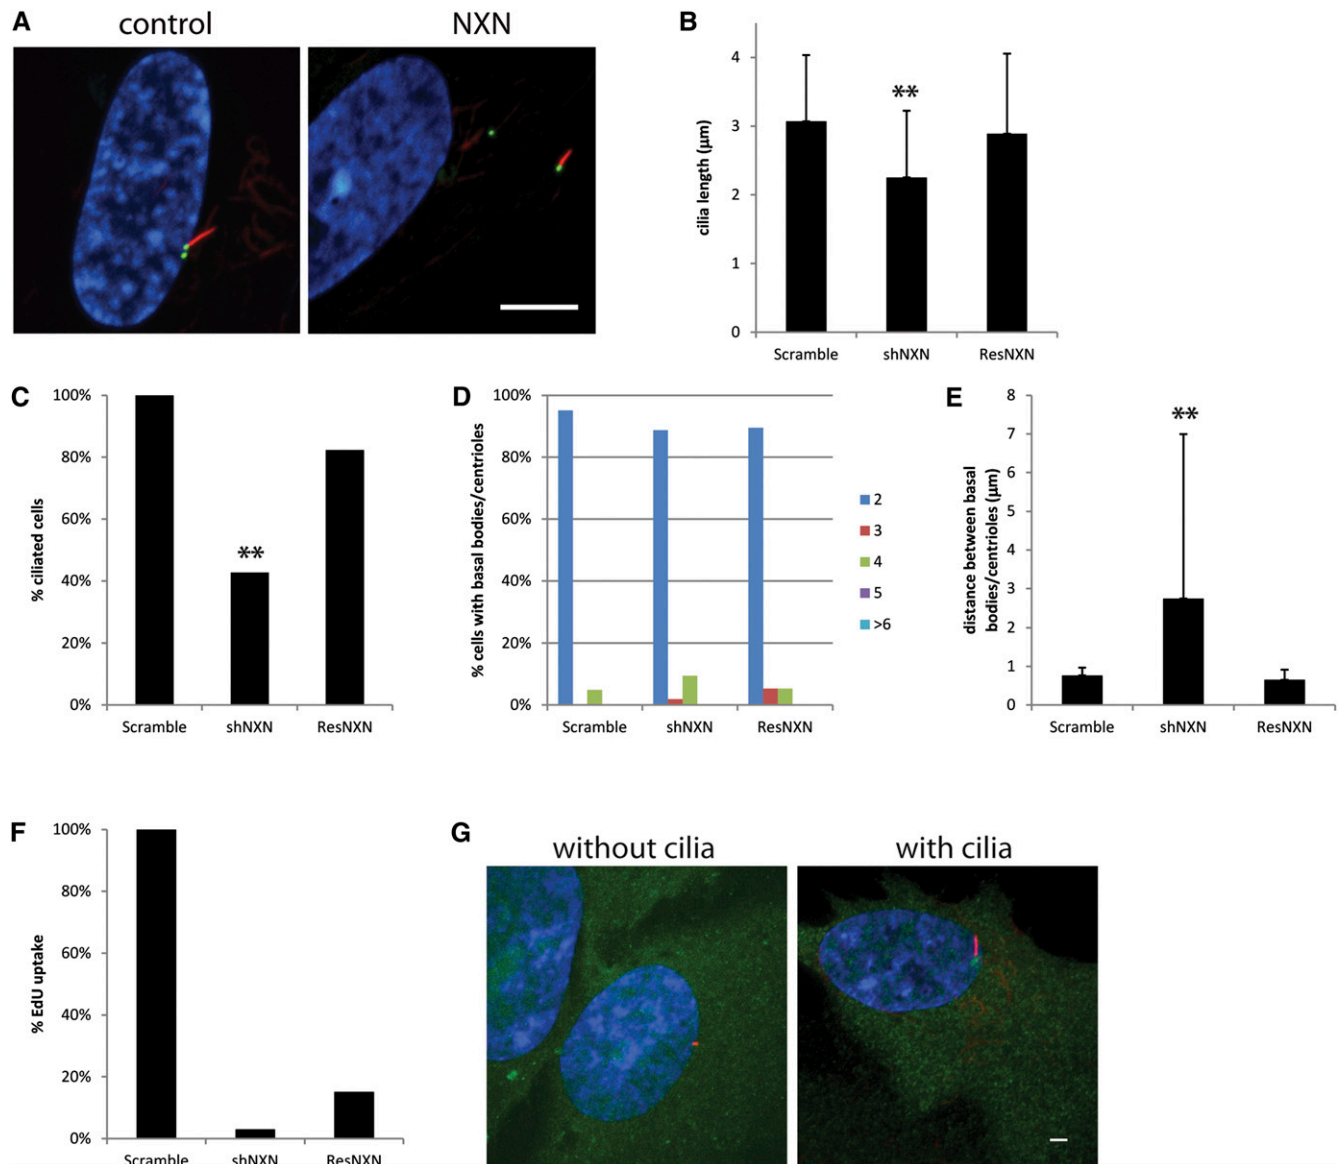 A
control
NXN
B
cilia length (µm)
4
3
2
1
0
**
Scramble
shNXN
ResNXN
C
% ciliated cells
100%
80%
60%
40%
20%
0%
**
Scramble
shNXN
ResNXN
D
% cells with basal bodies/centrioles
100%
80%
60%
40%
20%
0%
Scramble
shNXN
ResNXN
2
3
4
5
>6
E
distance between basal
bodies/centrioles (µm)
8
7
6
5
4
3
2
1
0
**
Scramble
shNXN
ResNXN
F
% EdU uptake
100%
80%
60%
40%
20%
0%
Scramble
shNXN
ResNXN
G
without cilia
with cilia